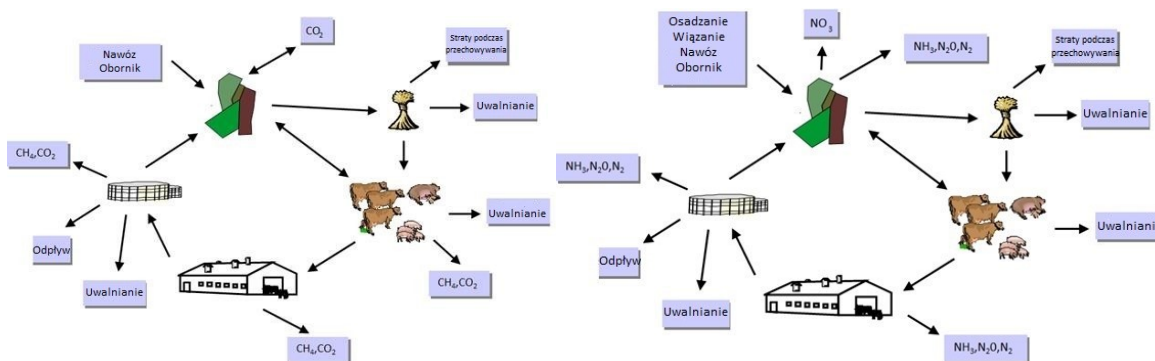 CO₂
Nawóz
Obornik
Straty podczas
przechowywania
Uwalnianie
CH₄,CO₂
Uwalnianie
Odpływ
Uwalnianie
CH₄,CO₂
CH₄,CO₂
Osadzanie
Wiązanie
Nawóz
Obornik
NO₃
NH₃,N₂0,N₂
Straty podczas
przechowywania
Uwalnianie
NH₃,N₂0,N₂
Uwalniani
Odpływ
Uwalnianie
NH₃,N₂0,N₂